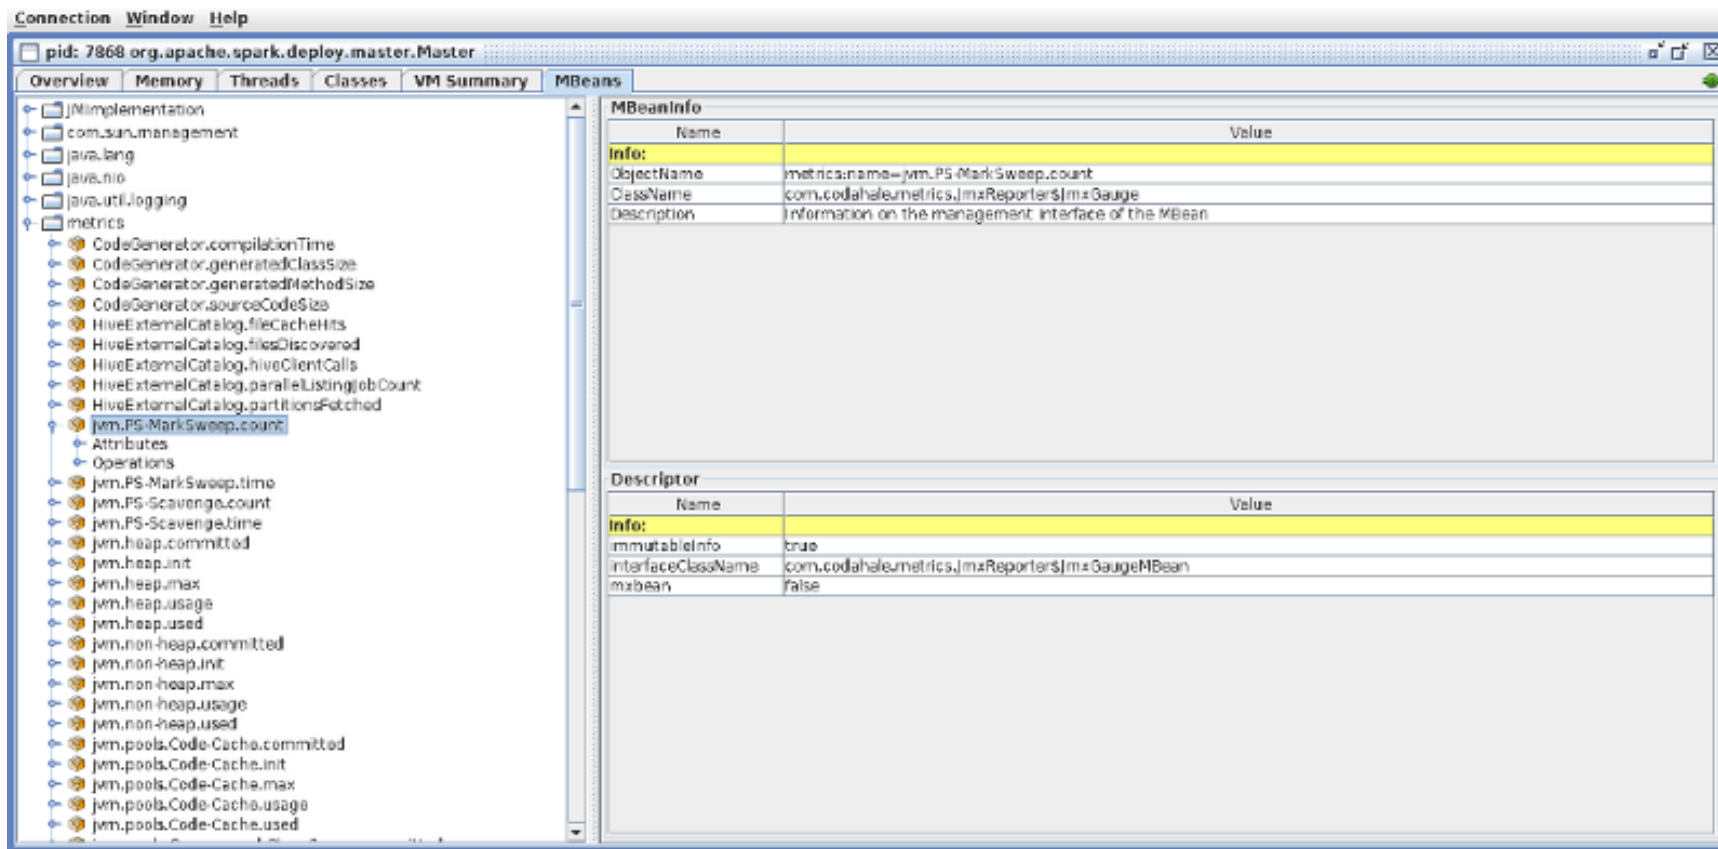 Connection Window Help
pid: 7868 org.apache.spark.deploy.master.Master
Overview Memory Threads Classes VM Summary MBeans
JMImplementation
com.sun.management
java.lang
java.nio
java.util.logging
metrics
CodeGenerator.compilationTime
CodeGenerator.generatedClassSize
CodeGenerator.generatedMethodSize
CodeGenerator.sourceCodeSize
HiveExternalCatalog.fileCacheHits
HiveExternalCatalog.filesDiscovered
HiveExternalCatalog.hiveClientCalls
HiveExternalCatalog.parallelListingJobCount
HiveExternalCatalog.partitionsFetched
jvm.PS-MarkSweep.count
Attributes
Operations
jvm.PS-MarkSweep.time
jvm.PS-Scavenge.count
jvm.PS-Scavenge.time
jvm.heap.committed
jvm.heap.init
jvm.heap.max
jvm.heap.usage
jvm.heap.used
jvm.non-heap.committed
jvm.non-heap.init
jvm.non-heap.max
jvm.non-heap.usage
jvm.non-heap.used
jvm.pools.Code-Cache.committed
jvm.pools.Code-Cache.init
jvm.pools.Code-Cache.max
jvm.pools.Code-Cache.usage
jvm.pools.Code-Cache.used
MBeanInfo
Name Value
Info:
ObjectName metrics:name=jvm.PS-MarkSweep.count
ClassName com.codahale.metrics.JmxReporter$JmxGauge
Description Information on the management interface of the MBean
Descriptor
Name Value
Info:
immutableInfo true
interfaceClassName com.codahale.metrics.JmxReporter$JmxGaugeMBean
mxbean false